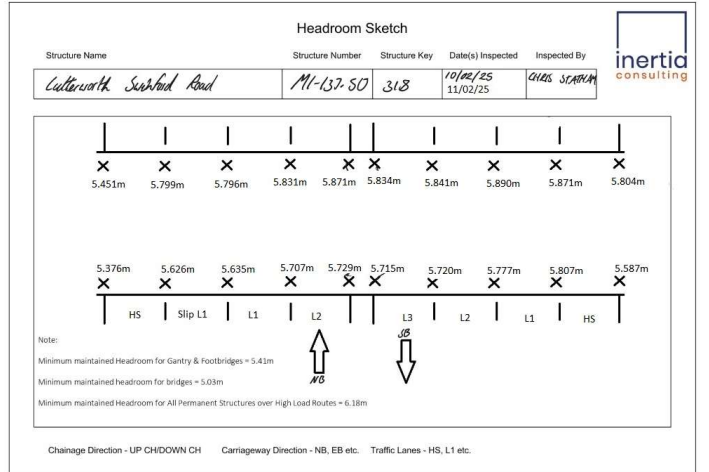 Headroom Sketch
Structure Name Structure Number Structure Key Date(s) Inspected Inspected By
inertia
consulting
Lutterworth Swinford Road M1-137.50 318 10/02/25 CHRIS STATHAM
11/02/25
5.451m 5.799m 5.796m 5.831m 5.871m 5.834m 5.841m 5.890m 5.871m 5.804m
5.376m 5.626m 5.635m 5.707m 5.729m 5.715m 5.720m 5.777m 5.807m 5.587m
HS Slip L1 L1 L2 L3 L2 L1 HS
SB
NB
Note:
Minimum maintained Headroom for Gantry & Footbridges = 5.41m
Minimum maintained headroom for bridges = 5.03m
Minimum maintained Headroom for All Permanent Structures over High Load Routes = 6.18m
Chainage Direction - UP CH/DOWN CH Carriageway Direction - NB, EB etc. Traffic Lanes - HS, L1 etc.